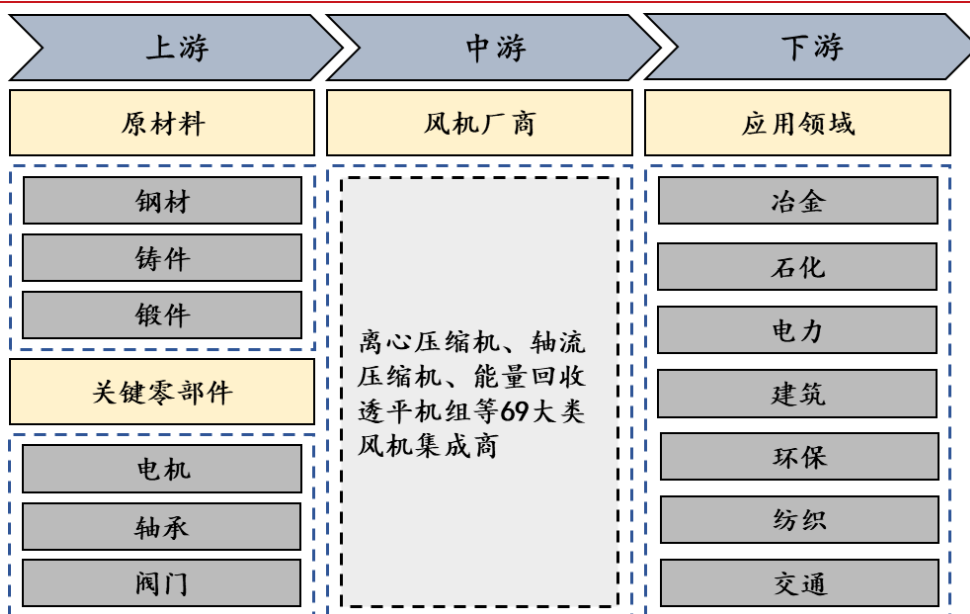 上游
中游
下游
原材料
风机厂商
应用领域
钢材
铸件
锻件
关键零部件
电机
轴承
阀门
离心压缩机、轴流
压缩机、能量回收
透平机组等69大类
风机集成商
冶金
石化
电力
建筑
环保
纺织
交通